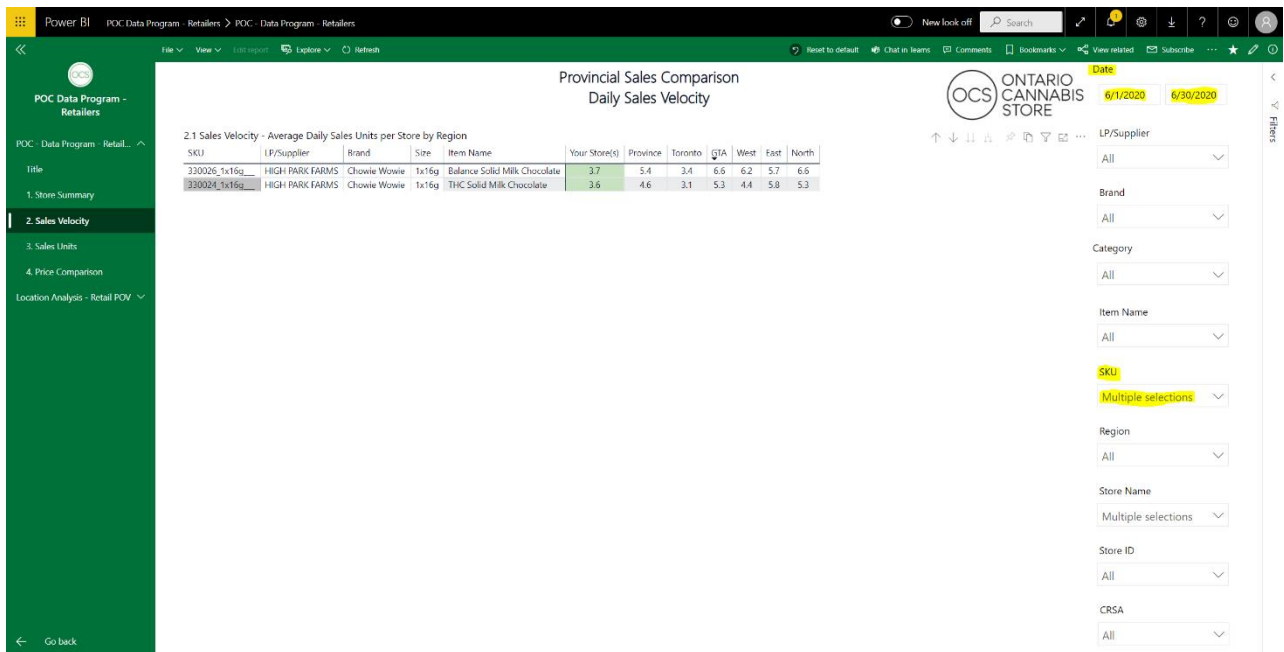 Power BI POC Data Program - Retailers > POC - Data Program - Retailers New look off Search 1 ?
File View Edit report Explore Refresh Reset to default Chat in Teams Comments Bookmarks View related Subscribe ...
OCS
POC Data Program -
Retailers
POC - Data Program - Retail...
Title
1. Store Summary
2. Sales Velocity
3. Sales Units
4. Price Comparison
Location Analysis - Retail POV
Go back
Provincial Sales Comparison
Daily Sales Velocity
OCS
ONTARIO
CANNABIS
STORE
2.1 Sales Velocity - Average Daily Sales Units per Store by Region
SKU LP/Supplier Brand Size Item Name Your Store(s) Province Toronto GTA West East North
330026_1x16g__ HIGH PARK FARMS Chowie Wowie 1x16g Balance Solid Milk Chocolate 3.7 5.4 3.4 6.6 6.2 5.7 6.6
330024_1x16g__ HIGH PARK FARMS Chowie Wowie 1x16g THC Solid Milk Chocolate 3.6 4.6 3.1 5.3 4.4 5.8 5.3
Date
6/1/2020 6/30/2020
LP/Supplier
All
Brand
All
Category
All
Item Name
All
SKU
Multiple selections
Region
All
Store Name
Multiple selections
Store ID
All
CRSA
All
Filters